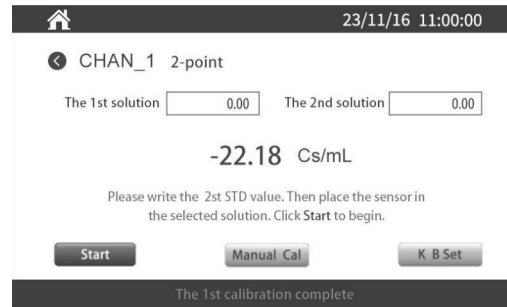 23/11/16 11:00:00
CHAN_1 2-point
The 1st solution 0.00 The 2nd solution 0.00
-22.18 Cs/mL
Please write the 2st STD value. Then place the sensor in
the selected solution. Click Start to begin.
Start Manual Cal K B Set
The 1st calibration complete